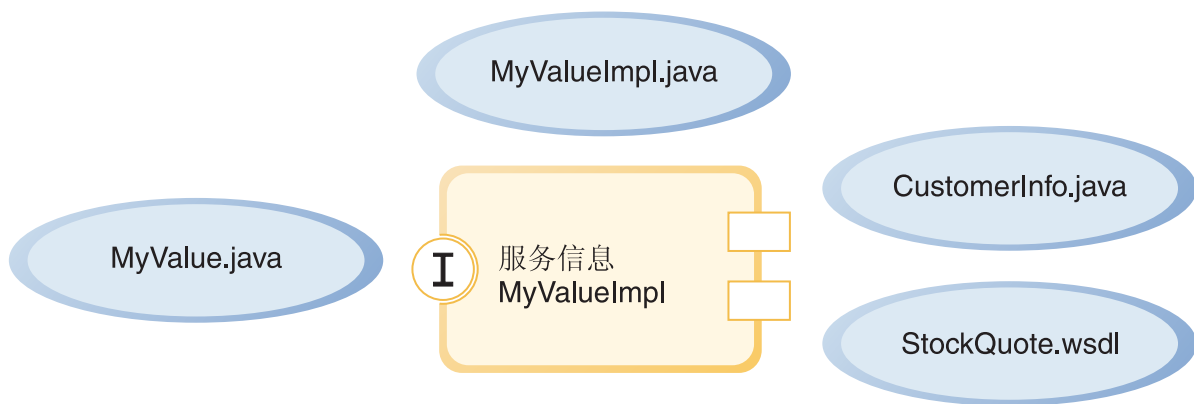 MyValueImpl.java
CustomerInfo.java
MyValue.java
I
服务信息
MyValueImpl
StockQuote.wsdl